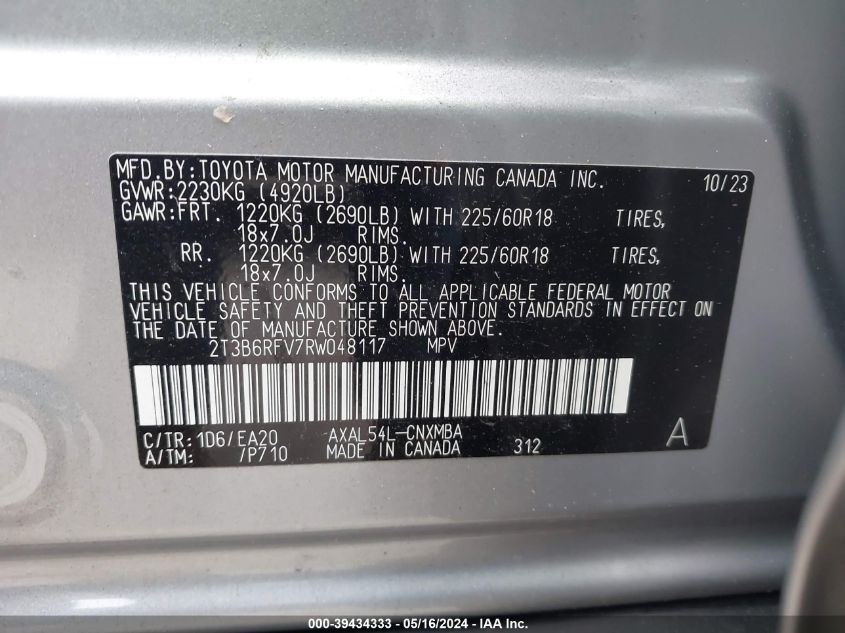 MFD.BY:TOYOTA MOTOR MANUFACTURING CANADA INC. 10/23
GVWR:2230KG (4920LB)
GAWR:FRT. 1220KG (2690LB) WITH 225/60R18 TIRES,
18x7.0J RIMS.
RR. 1220KG (2690LB) WITH 225/60R18 TIRES,
18x7.0J RIMS.
THIS VEHICLE CONFORMS TO ALL APPLICABLE FEDERAL MOTOR
VEHICLE SAFETY AND THEFT PREVENTION STANDARDS IN EFFECT ON
THE DATE OF MANUFACTURE SHOWN ABOVE.
2T3B6RFV7RW048117 MPV
C/TR:1D6/EA20 AXAL54L-CNXMBA A
A/TM: /P710 MADE IN CANADA 312
000-39434333 - 05/16/2024 - IAA Inc.